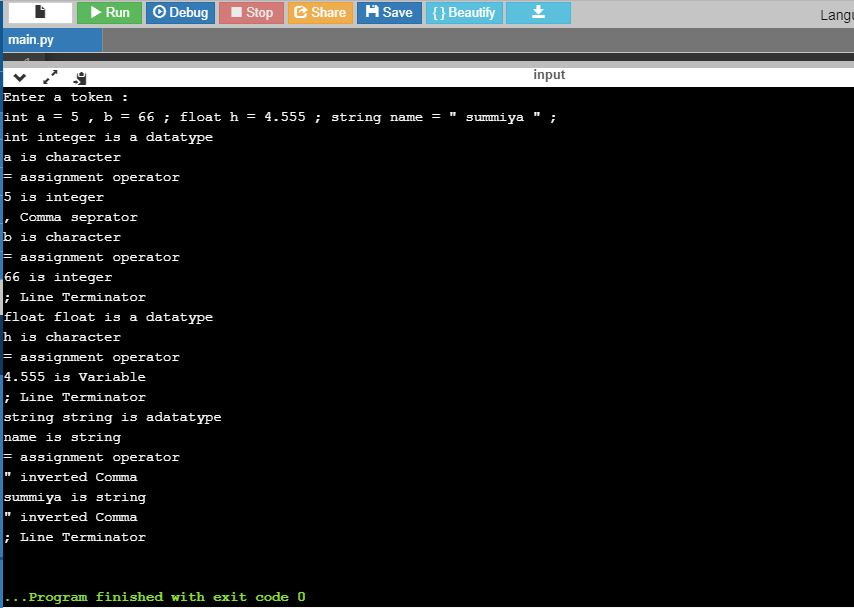 Run Debug Stop Share Save { } Beautify
main.py
input
Enter a token :
int a = 5 , b = 66 ; float h = 4.555 ; string name = " summiya " ;
int integer is a datatype
a is character
= assignment operator
5 is integer
, Comma seprator
b is character
= assignment operator
66 is integer
; Line Terminator
float float is a datatype
h is character
= assignment operator
4.555 is Variable
; Line Terminator
string string is adatatype
name is string
= assignment operator
" inverted Comma
summiya is string
" inverted Comma
; Line Terminator
...Program finished with exit code 0